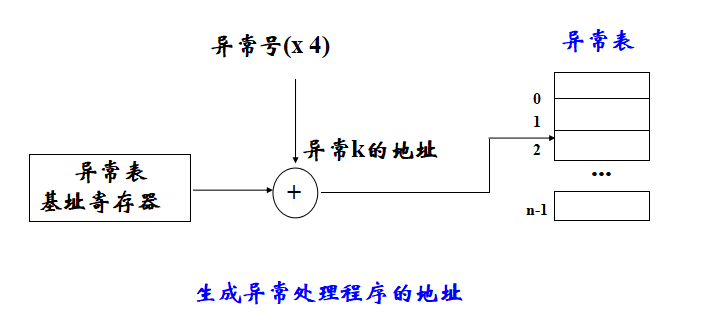 异常号(x 4)
异常表
0
1
2
...
n-1
异常k的地址
异常表
基址寄存器
+
生成异常处理程序的地址